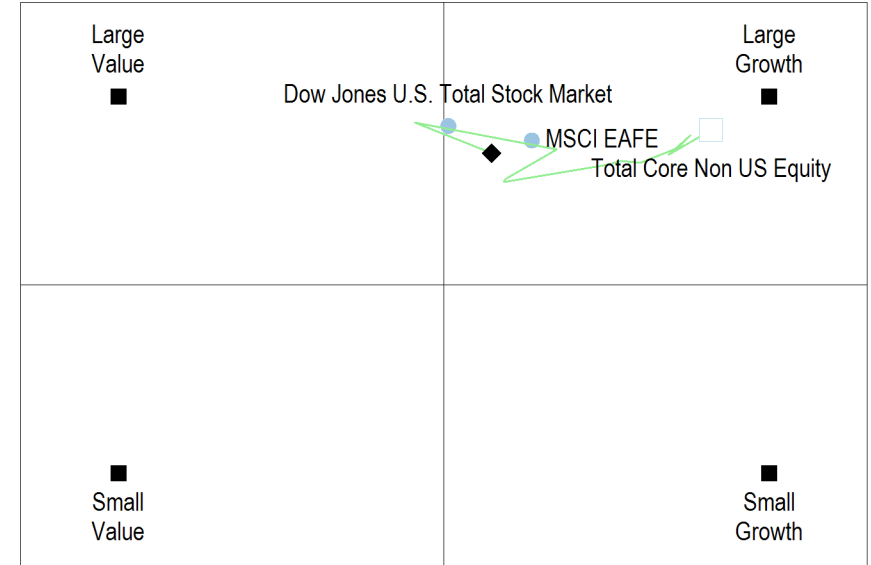 Large
Value
Large
Growth
Dow Jones U.S. Total Stock Market
MSCI EAFE
Total Core Non US Equity
Small
Value
Small
Growth